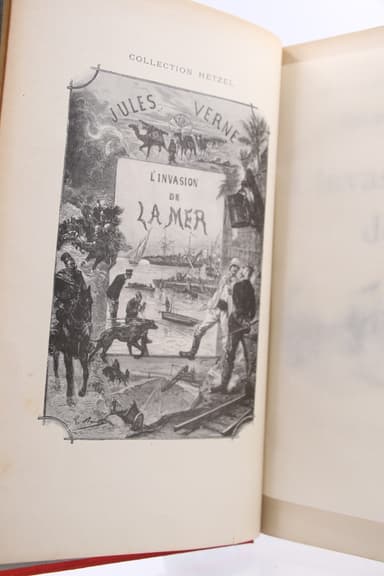 COLLECTION HETZEL
JULES VERNE
L'INVASION
DE
LA MER